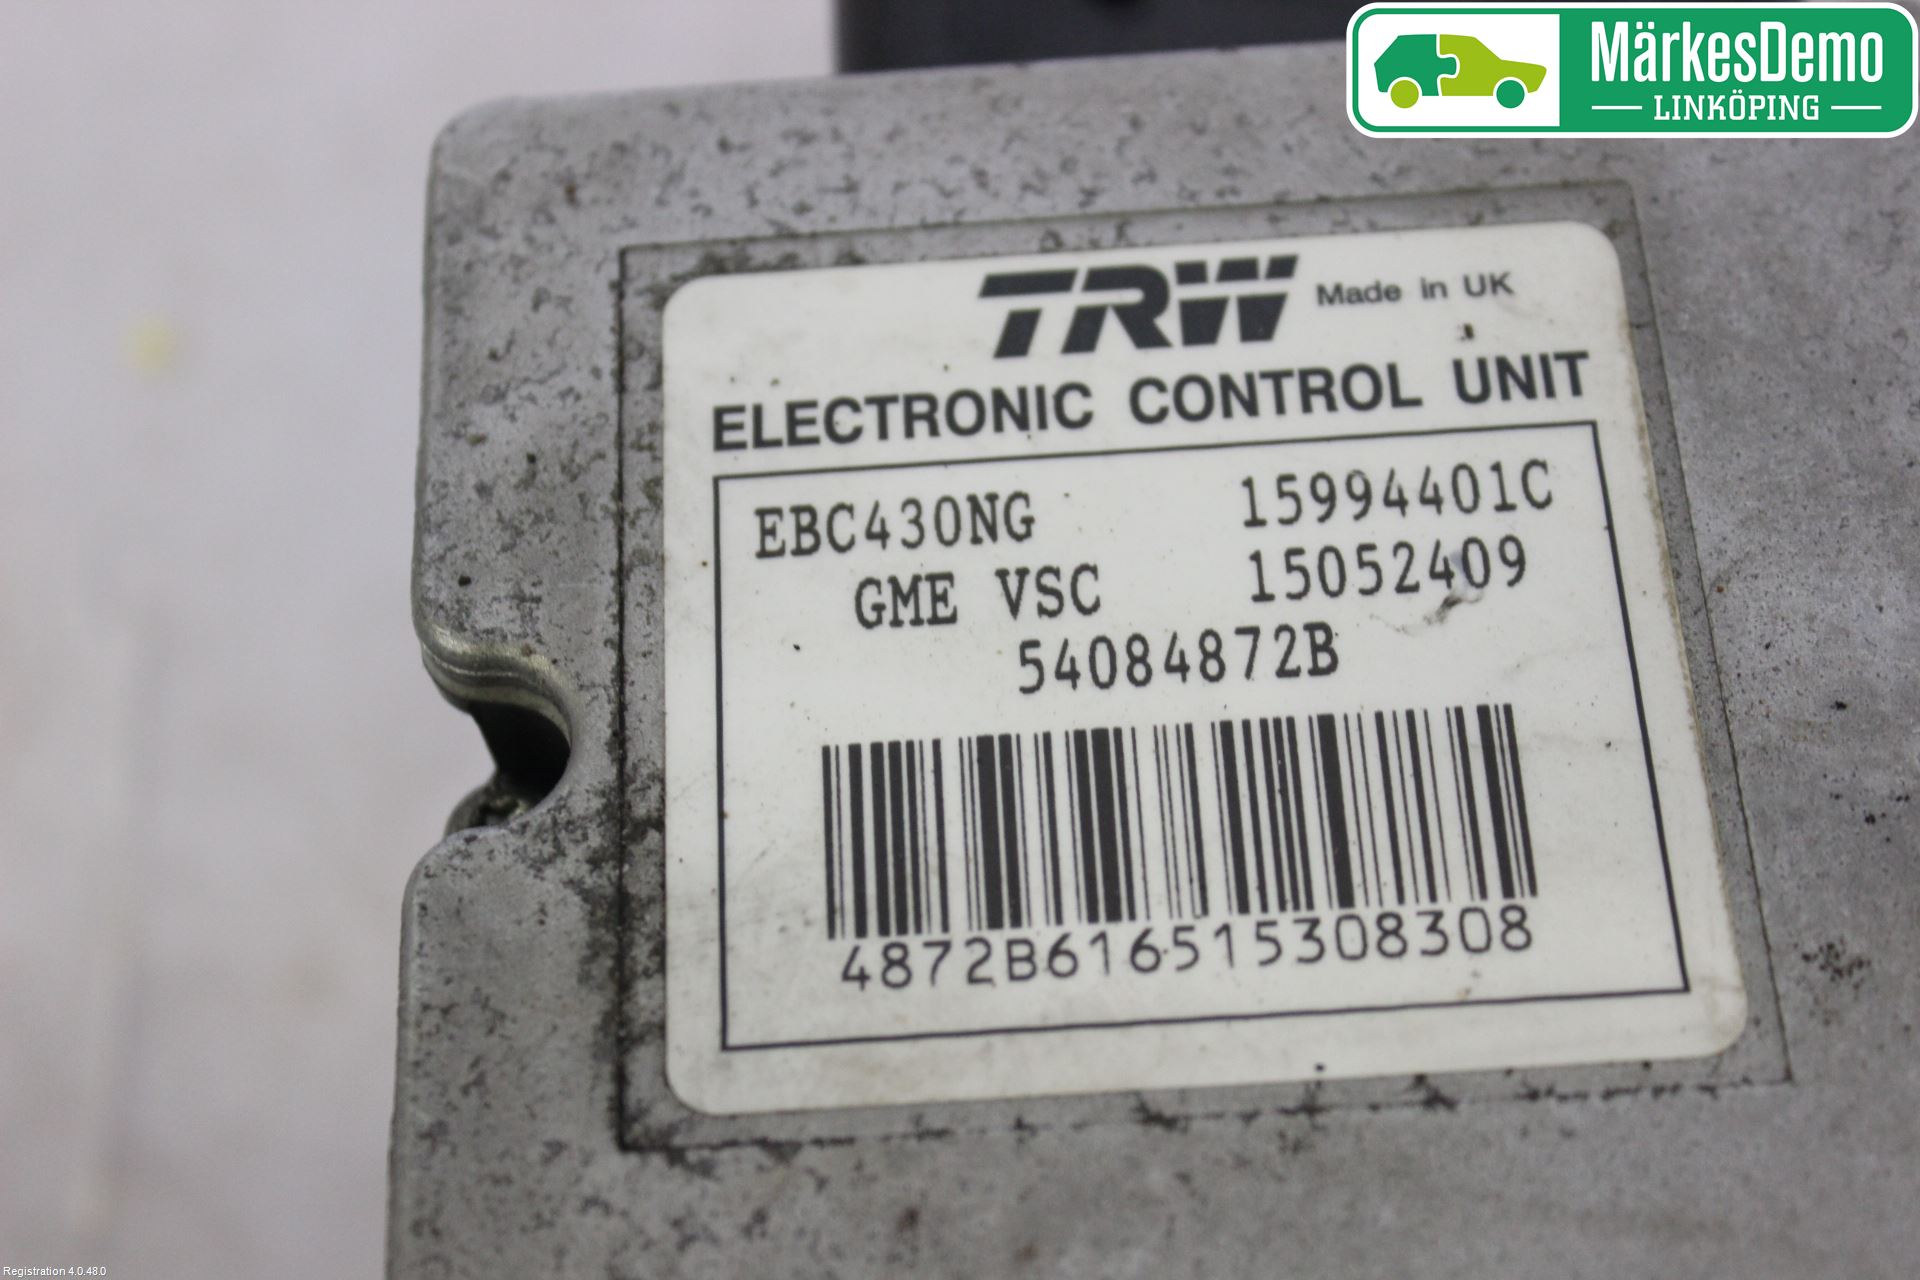 MärkesDemo
LINKÖPING
TRW Made in UK
ELECTRONIC CONTROL UNIT
EBC430NG 15994401C
GME VSC 15052409
54084872B
4872B616515308308
Registration 4.0.48.0